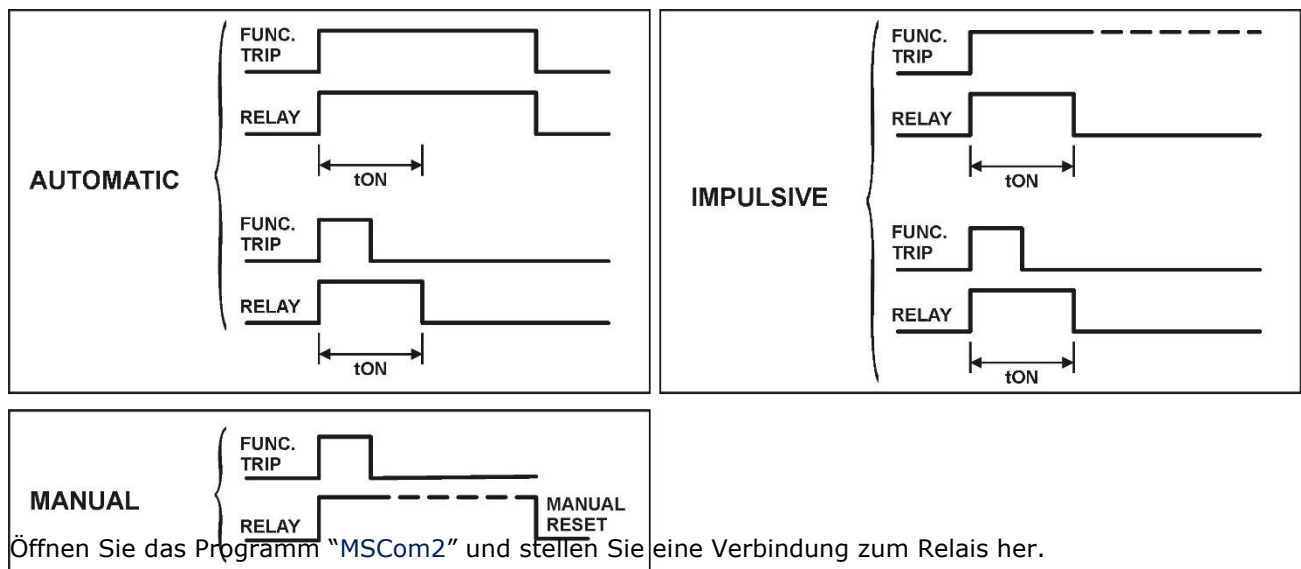 FUNC.
TRIP
RELAY
tON
AUTOMATIC
FUNC.
TRIP
RELAY
tON
FUNC.
TRIP
RELAY
tON
IMPULSIVE
FUNC.
TRIP
RELAY
tON
FUNC.
TRIP
MANUAL
RELAY
MANUAL
RESET
Öffnen Sie das Programm “MSCom2” und stellen Sie eine Verbindung zum Relais her.